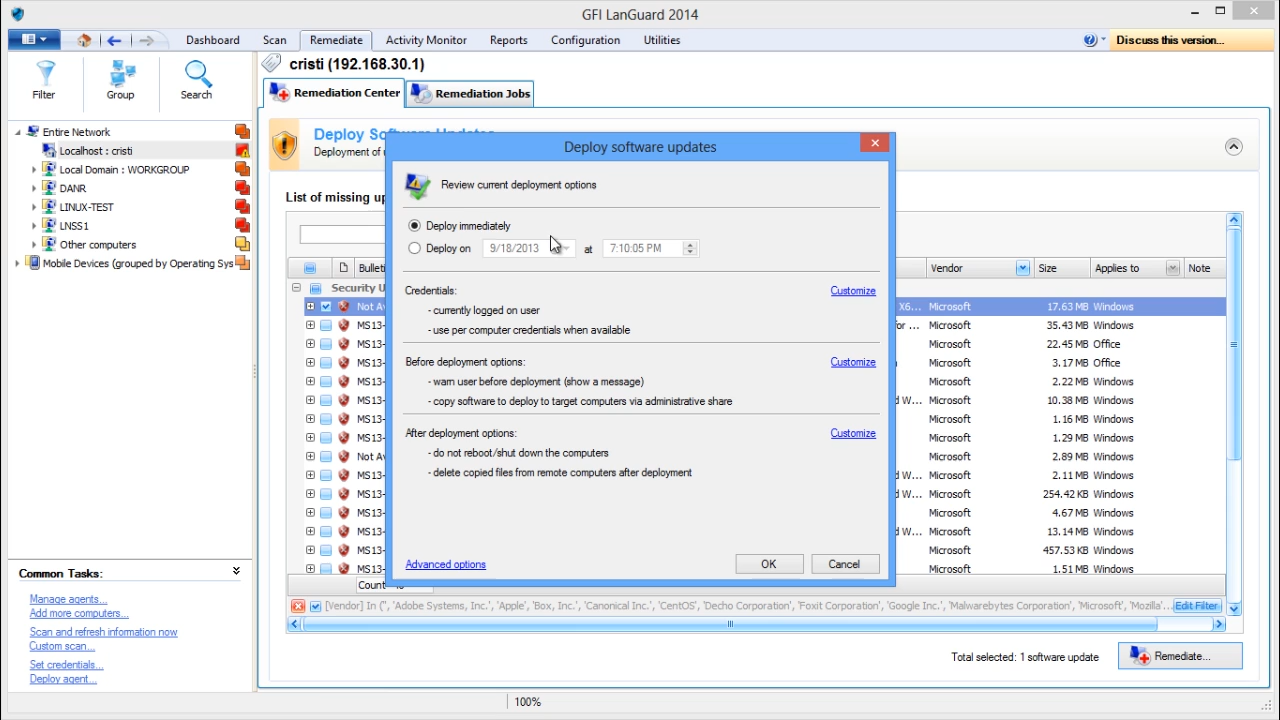 GFI LanGuard 2014
Dashboard Scan Remediate Activity Monitor Reports Configuration Utilities Discuss this version...
Filter Group Search
cristi (192.168.30.1)
Remediation Center Remediation Jobs
Entire Network
Localhost : cristi
Local Domain : WORKGROUP
DANR
LINUX-TEST
LNSS1
Other computers
Mobile Devices (grouped by Operating Sys
Common Tasks:
Manage agents...
Add more computers...
Scan and refresh information now
Custom scan...
Set credentials...
Deploy agent...
Deploy Software Updates
Deployment of
List of missing up
Bulleti Vendor Size Applies to Note
Security U
Not Av X6... Microsoft 17.63 MB Windows
MS13- for ... Microsoft 35.43 MB Windows
MS13- Microsoft 22.45 MB Office
MS13- Microsoft 3.17 MB Office
MS13- Microsoft 2.22 MB Windows
MS13- d W... Microsoft 10.38 MB Windows
MS13- Microsoft 1.16 MB Windows
MS13- Microsoft 1.29 MB Windows
Not Av Microsoft 2.89 MB Windows
MS13- d W... Microsoft 2.11 MB Windows
MS13- Microsoft 254.42 KB Windows
MS13- Microsoft 4.67 MB Windows
MS13- d W... Microsoft 13.14 MB Windows
MS13- Microsoft 457.53 KB Windows
MS13- Microsoft 1.51 MB Windows
Deploy software updates
Review current deployment options
Deploy immediately
Deploy on 9/18/2013 at 7:10:05 PM
Credentials: Customize
- currently logged on user
- use per computer credentials when available
Before deployment options: Customize
- warn user before deployment (show a message)
- copy software to deploy to target computers via administrative share
After deployment options: Customize
- do not reboot/shut down the computers
- delete copied files from remote computers after deployment
Advanced options OK Cancel
[Vendor] In ('', 'Adobe Systems, Inc.', 'Apple', 'Box, Inc.', 'Canonical Inc.', 'CentOS', 'Decho Corporation', 'Foxit Corporation', 'Google Inc.', 'Malwarebytes Corporation', 'Microsoft', 'Mozilla'... Edit Filter
Total selected: 1 software update Remediate...
100%